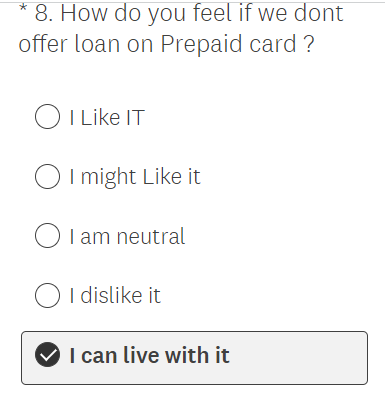 * 8. How do you feel if we dont
offer loan on Prepaid card ?
I Like IT
I might Like it
I am neutral
I dislike it
I can live with it